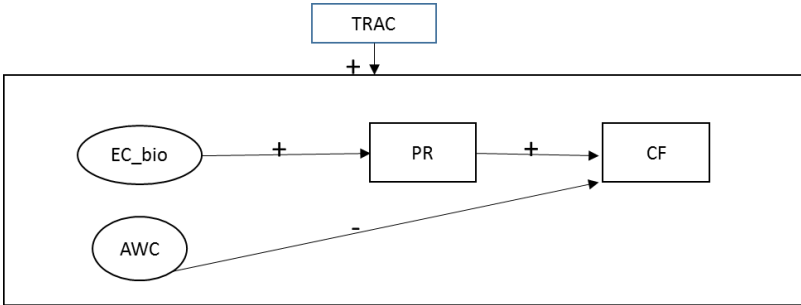 TRAC
+
EC_bio
+
PR
+
CF
AWC
-